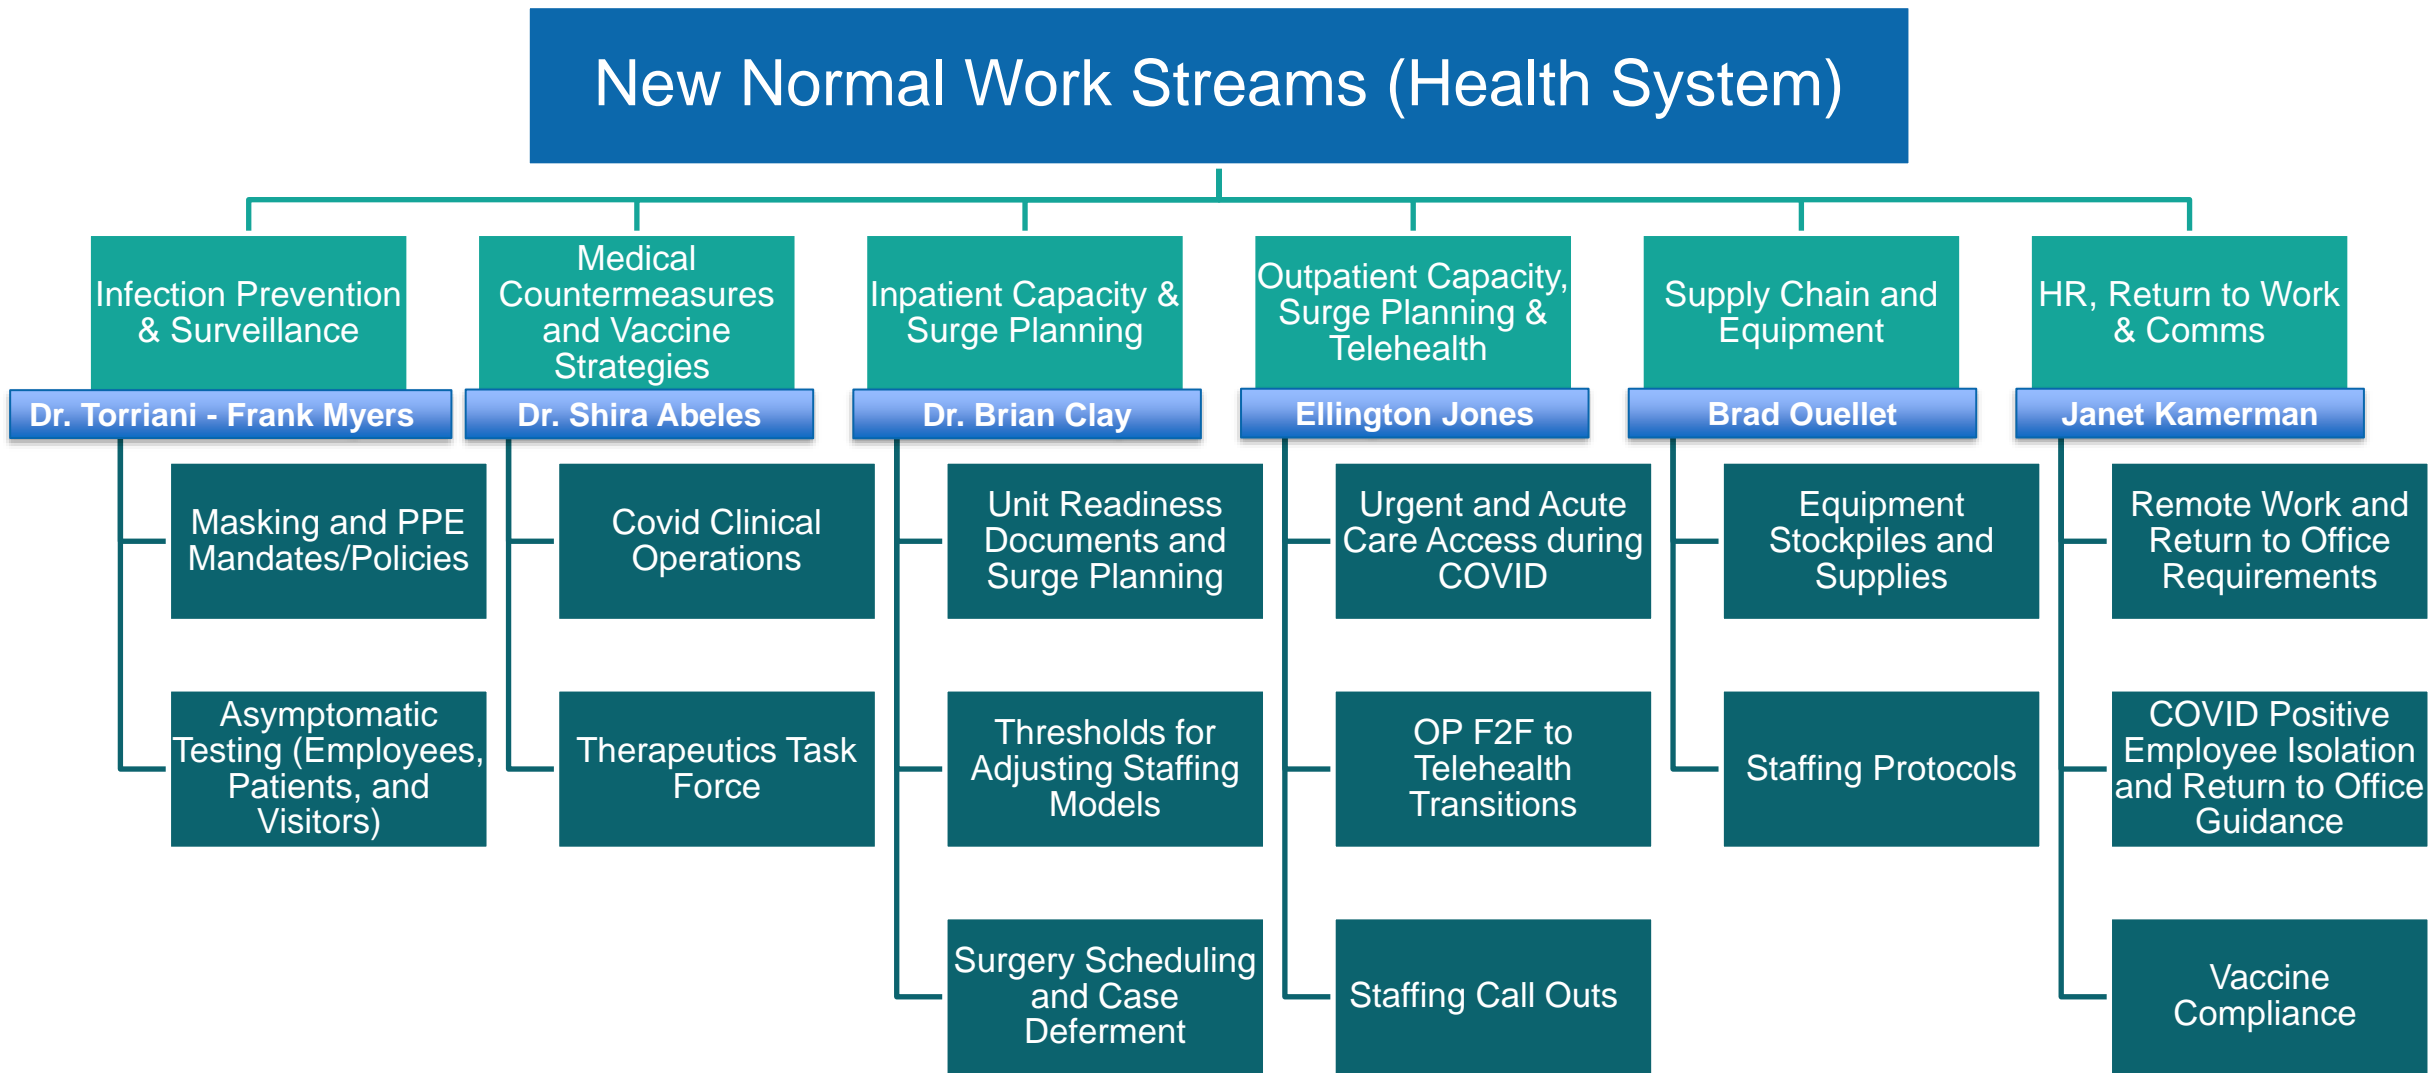 New Normal Work Streams (Health System)
Infection Prevention
& Surveillance
Dr. Torriani - Frank Myers
Masking and PPE
Mandates/Policies
Asymptomatic
Testing (Employees,
Patients, and
Visitors)
Medical
Countermeasures
and Vaccine
Strategies
Dr. Shira Abeles
Covid Clinical
Operations
Therapeutics Task
Force
Inpatient Capacity &
Surge Planning
Dr. Brian Clay
Unit Readiness
Documents and
Surge Planning
Thresholds for
Adjusting Staffing
Models
Surgery Scheduling
and Case
Deferment
Outpatient Capacity,
Surge Planning &
Telehealth
Ellington Jones
Urgent and Acute
Care Access during
COVID
OP F2F to
Telehealth
Transitions
Staffing Call Outs
Supply Chain and
Equipment
Brad Ouellet
Equipment
Stockpiles and
Supplies
Staffing Protocols
HR, Return to Work
& Comms
Janet Kamerman
Remote Work and
Return to Office
Requirements
COVID Positive
Employee Isolation
and Return to Office
Guidance
Vaccine
Compliance